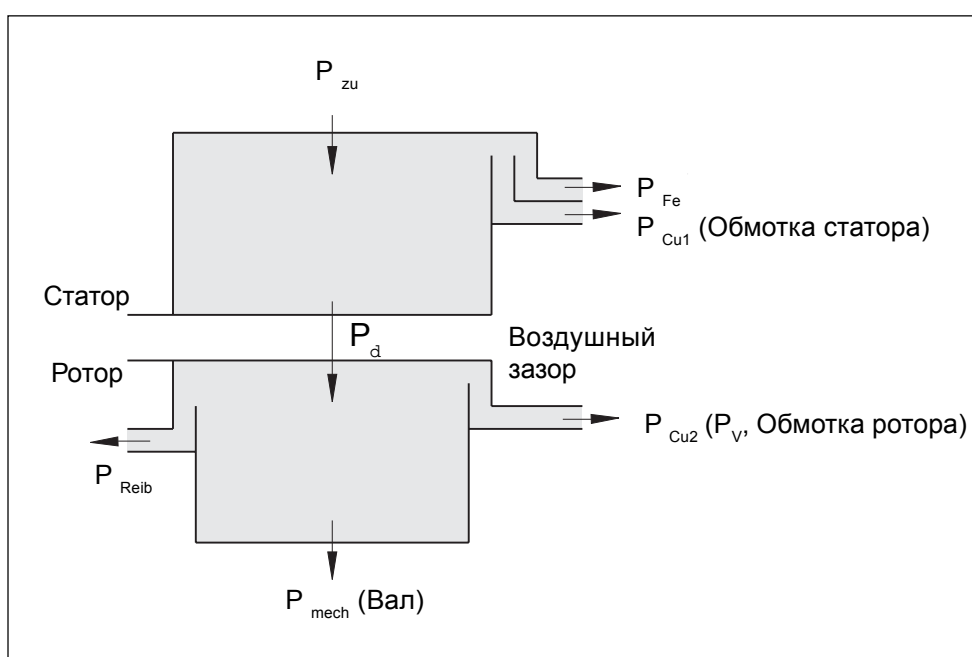 P zu
P Fe
P Cu1 (Обмотка статора)
Статор
P d
Воздушный
зазор
Ротор
P Cu2 (P V, Обмотка ротора)
P Reib
P mech (Вал)